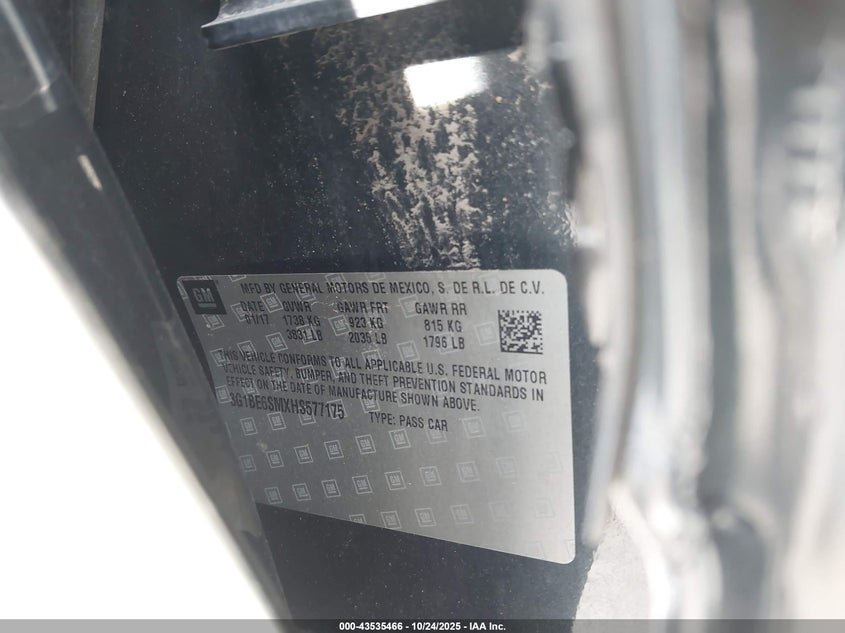 GM
MFD BY GENERAL MOTORS DE MEXICO, S. DE R.L. DE C.V.
DATE GVWR GAWR FRT GAWR RR
01/17 1738 KG 923 KG 815 KG
3831 LB 2035 LB 1796 LB
THIS VEHICLE CONFORMS TO ALL APPLICABLE U.S. FEDERAL MOTOR
VEHICLE SAFETY, BUMPER, AND THEFT PREVENTION STANDARDS IN
EFFECT ON THE DATE OF MANUFACTURE SHOWN ABOVE.
3G1BE6SMXHS577175
TYPE: PASS CAR
000-43535466 - 10/24/2025 - IAA Inc.